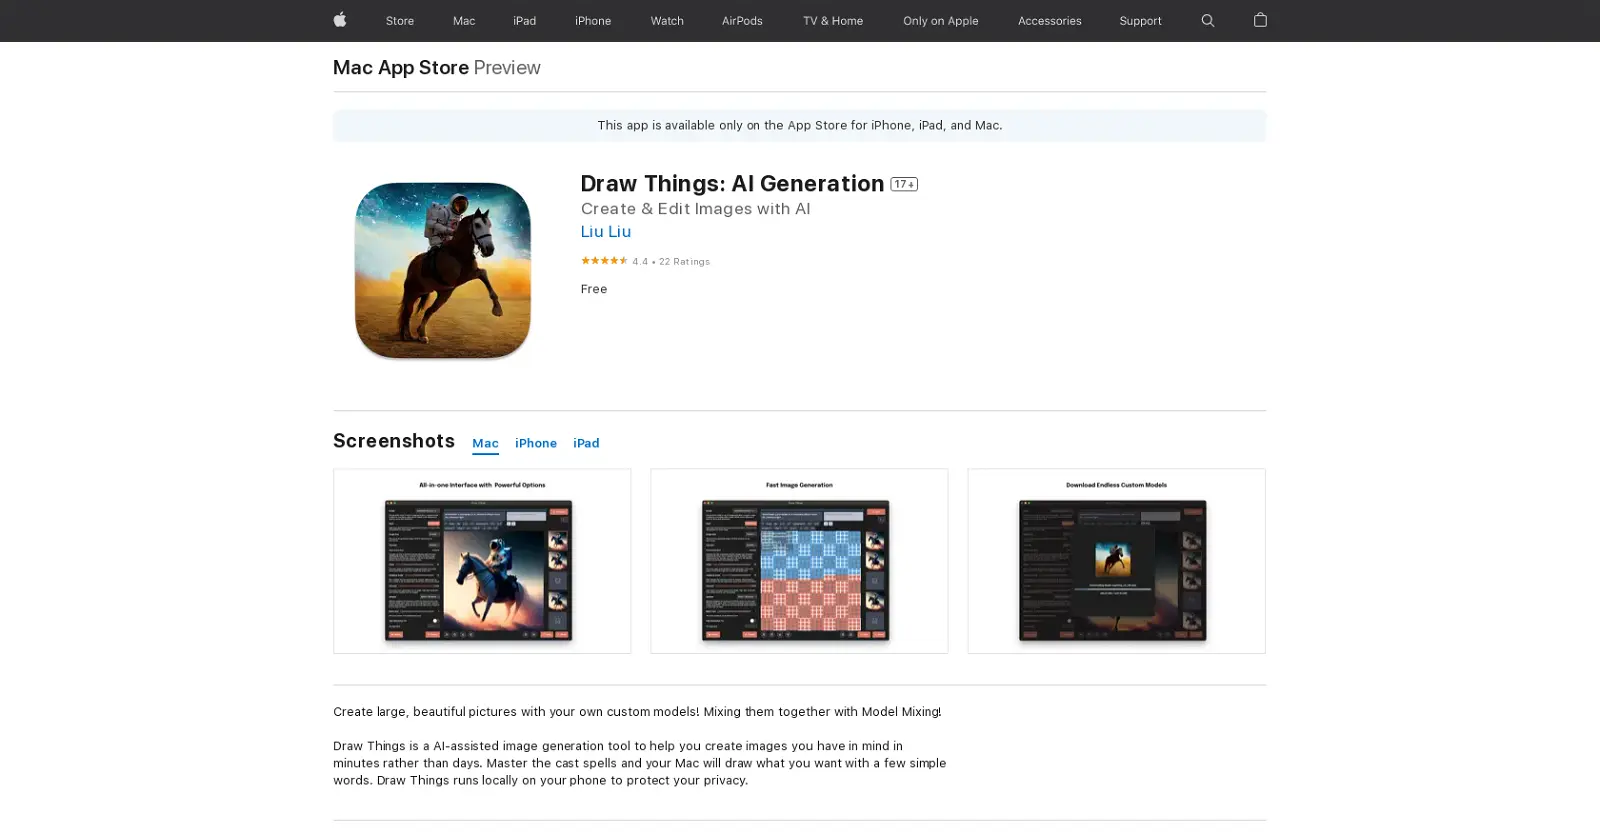 Store
Mac
iPad
iPhone
Watch
AirPods
TV & Home
Only on Apple
Accessories
Support
Mac App Store Preview
This app is available only on the App Store for iPhone, iPad, and Mac.
Draw Things: AI Generation 17+
Create & Edit Images with AI
Liu Liu
4.4 • 22 Ratings
Free
Screenshots
Mac
iPhone
iPad
All-in-one Interface with Powerful Options
Fast Image Generation
Download Endless Custom Models
Create large, beautiful pictures with your own custom models! Mixing them together with Model Mixing!
Draw Things is a AI-assisted image generation tool to help you create images you have in mind in
minutes rather than days. Master the cast spells and your Mac will draw what you want with a few simple
words. Draw Things runs locally on your phone to protect your privacy.